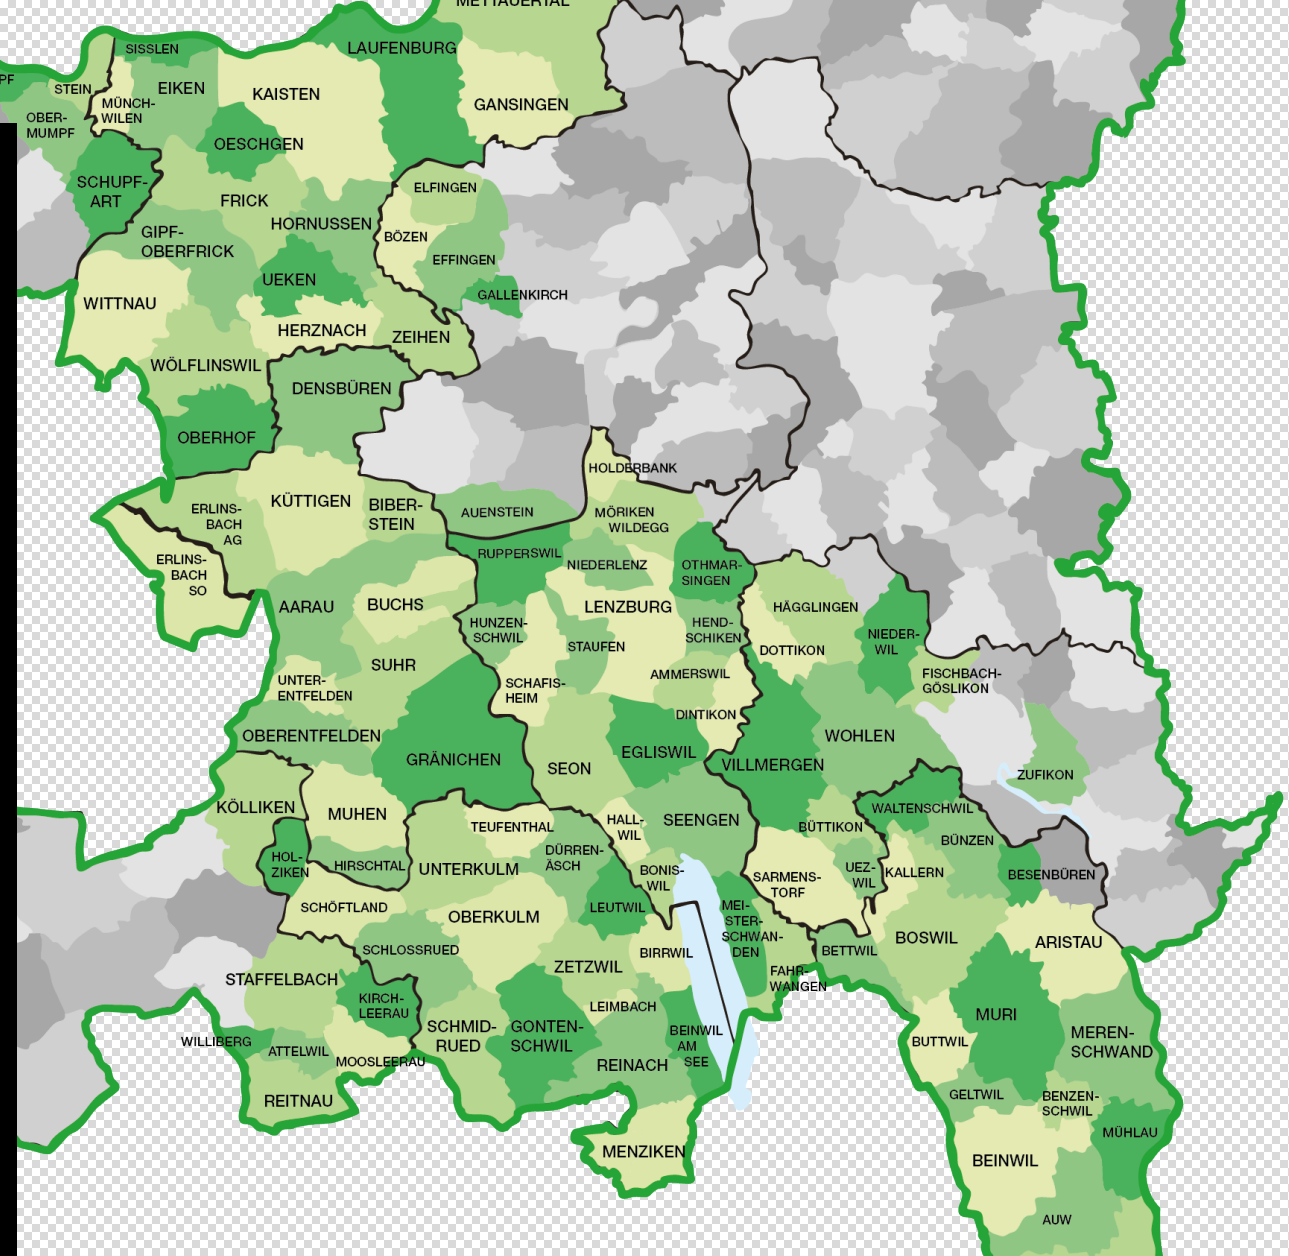 METTAUERTAL
SISSLEN
LAUFENBURG
PF
STEIN
EIKEN
KAISTEN
GANSINGEN
MÜNCH-
WILEN
OBER-
MUMPF
OESCHGEN
SCHUPF-
ART
ELFINGEN
FRICK
HORNUSSEN
GIPF-
OBERFRICK
BÖZEN
EFFINGEN
UEKEN
GALLENKIRCH
WITTNAU
HERZNACH
ZEIHEN
WÖLFLINSWIL
DENSBÜREN
OBERHOF
HOLDERBANK
KÜTTIGEN
BIBER-
STEIN
ERLINS-
BACH
AG
AUENSTEIN
MÖRIKEN
WILDEGG
ERLINS-
BACH
SO
RUPPERSWIL
NIEDERLENZ
OTHMAR-
SINGEN
AARAU
BUCHS
LENZBURG
HÄGGLINGEN
HUNZEN-
SCHWIL
HEND-
SCHIKEN
NIEDER-
WIL
STAUFEN
DOTTIKON
SUHR
AMMERSWIL
FISCHBACH-
GÖSLIKON
UNTER-
ENTFELDEN
SCHAFIS-
HEIM
DINTIKON
OBERENTFELDEN
WOHLEN
EGLISWIL
GRÄNICHEN
SEON
VILLMERGEN
ZUFIKON
KÖLLIKEN
MUHEN
WALTENSCHWIL
TEUFENTHAL
HALL-
WIL
SEENGEN
BÜTTIKON
BÜNZEN
HOL-
ZIKEN
HIRSCHTAL
UNTERKULM
DÜRREN-
ÄSCH
BONIS-
WIL
SARMENS-
TORF
UEZ-
WIL
KALLERN
BESENBÜREN
SCHÖFTLAND
OBERKULM
LEUTWIL
MEI-
STER-
SCHWAN-
DEN
BOSWIL
ARISTAU
SCHLOSSRUED
BIRRWIL
BETTWIL
ZETZWIL
FAHR-
WANGEN
STAFFELBACH
KIRCH-
LEERAU
LEIMBACH
MURI
SCHMID-
RUED
GONTEN-
SCHWIL
BEINWIL
AM
SEE
MEREN-
SCHWAND
WILLIBERG
ATTELWIL
MOOSLEERAU
REINACH
BUTTWIL
REITNAU
GELTWIL
BENZEN-
SCHWIL
MÜHLAU
MENZIKEN
BEINWIL
AUW